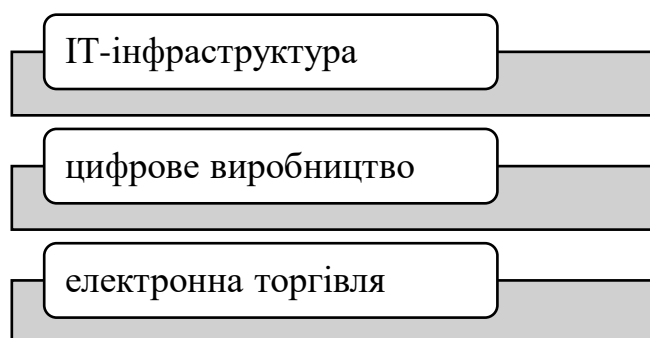 ІТ-інфраструктура
цифрове виробництво
електронна торгівля